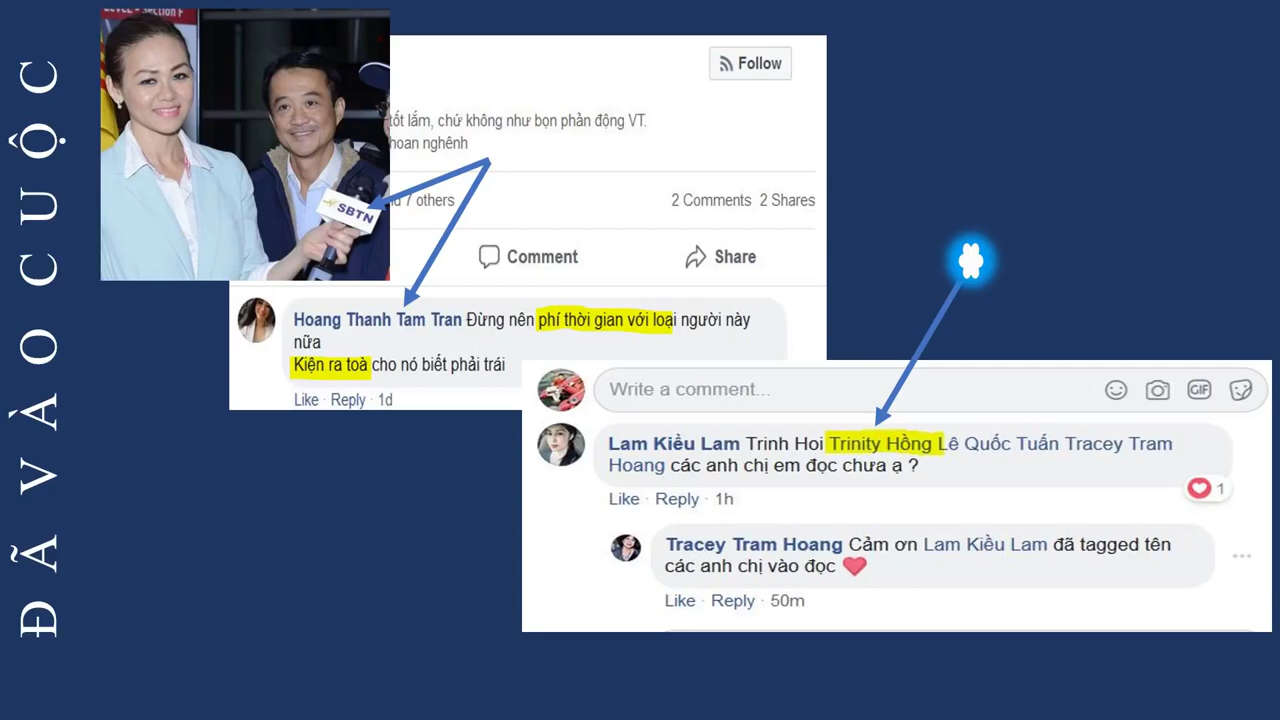 ĐÃ VÀO CUỘC
LEVEL - Section F
SBTN
Follow
tốt lắm, chứ không như bọn phản động VT.
hoan nghênh
d 7 others
2 Comments 2 Shares
Comment
Share
Hoang Thanh Tam Tran Đừng nên phí thời gian với loại người này
nữa
Kiện ra toà cho nó biết phải trái
Like · Reply · 1d
Write a comment...
GIF
Lam Kiều Lam Trinh Hoi Trinity Hồng Lê Quốc Tuấn Tracey Tram
Hoang các anh chị em đọc chưa ạ ?
1
Like · Reply · 1h
Tracey Tram Hoang Cảm ơn Lam Kiều Lam đã tagged tên
các anh chị vào đọc
Like · Reply · 50m